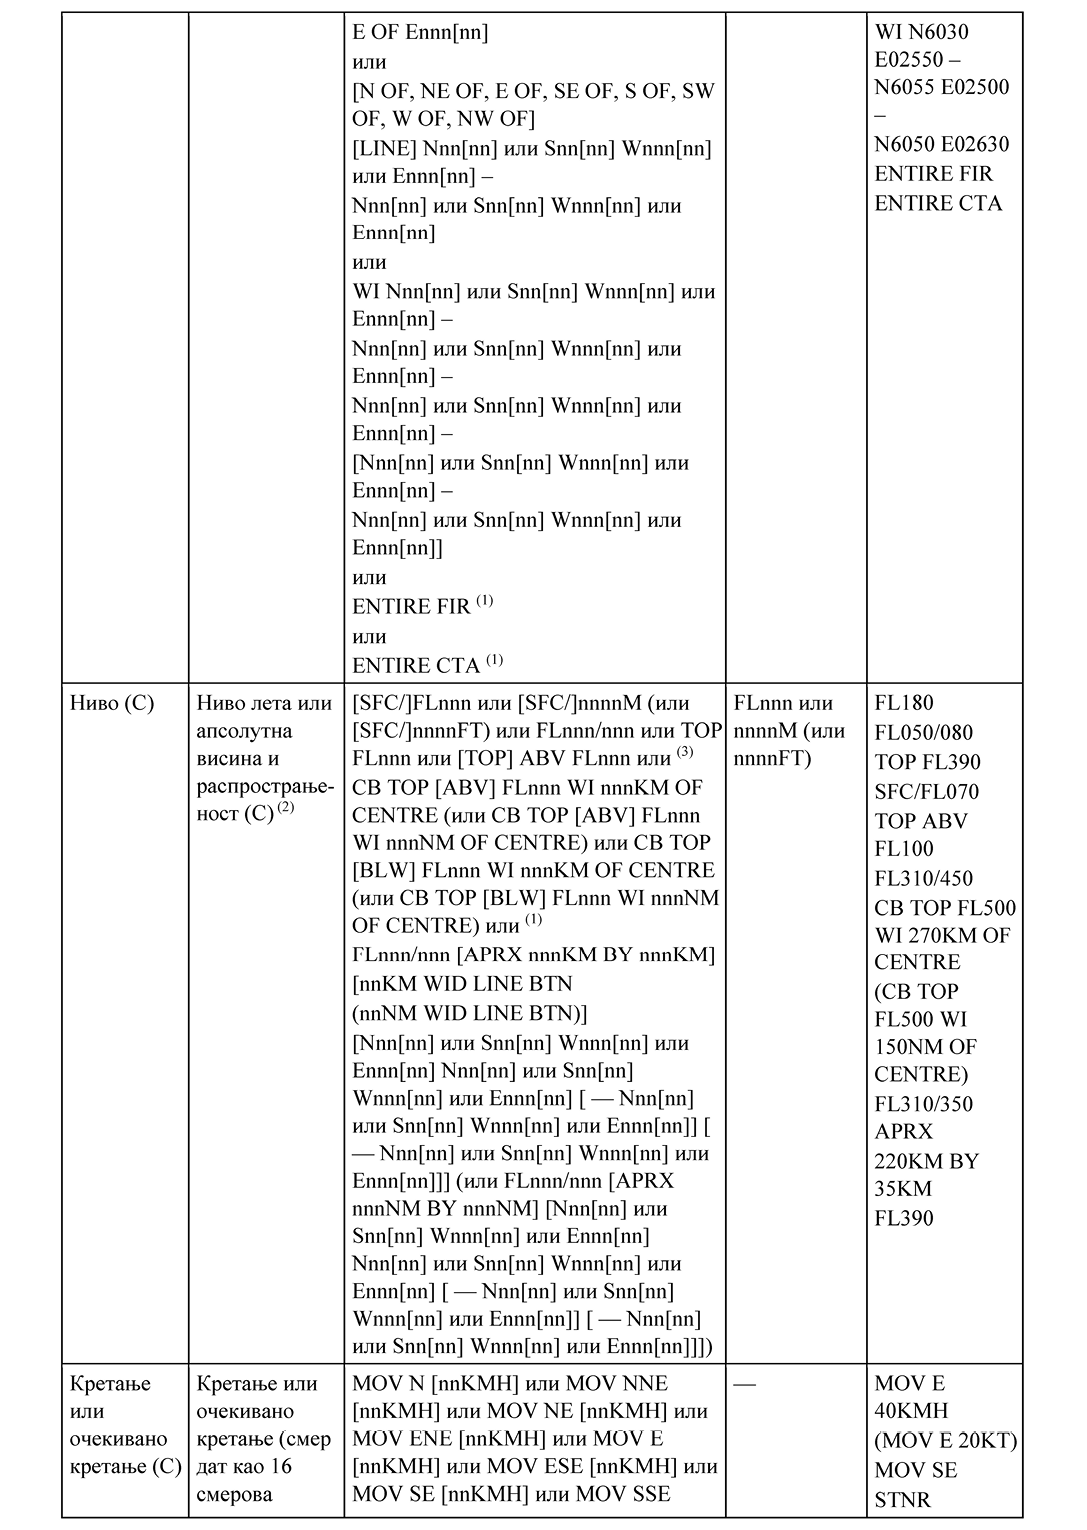 E OF Ennn[nn]
или
[N OF, NE OF, E OF, SE OF, S OF, SW
OF, W OF, NW OF]
[LINE] Nnn[nn] или Snn[nn] Wnnn[nn]
или Ennn[nn] –
Nnn[nn] или Snn[nn] Wnnn[nn] или
Ennn[nn]
или
WI Nnn[nn] или Snn[nn] Wnnn[nn] или
Ennn[nn] –
Nnn[nn] или Snn[nn] Wnnn[nn] или
Ennn[nn] –
Nnn[nn] или Snn[nn] Wnnn[nn] или
Ennn[nn] –
[Nnn[nn] или Snn[nn] Wnnn[nn] или
Ennn[nn] –
Nnn[nn] или Snn[nn] Wnnn[nn] или
Ennn[nn]]
или
ENTIRE FIR (1)
или
ENTIRE CTA (1)
WI N6030
E02550 –
N6055 E02500
–
N6050 E02630
ENTIRE FIR
ENTIRE CTA
Ниво (C)
Ниво лета или
апсолутна
висина и
распрострање-
ност (C) (2)
[SFC/]FLnnn или [SFC/]nnnnM (или
[SFC/]nnnnFT) или FLnnn/nnn или TOP
FLnnn или [TOP] ABV FLnnn или (3)
CB TOP [ABV] FLnnn WI nnnKM OF
CENTRE (или CB TOP [ABV] FLnnn
WI nnnNM OF CENTRE) или CB TOP
[BLW] FLnnn WI nnnKM OF CENTRE
(или CB TOP [BLW] FLnnn WI nnnNM
OF CENTRE) или (1)
FLnnn/nnn [APRX nnnKM BY nnnKM]
[nnKM WID LINE BTN
(nnNM WID LINE BTN)]
[Nnn[nn] или Snn[nn] Wnnn[nn] или
Ennn[nn] Nnn[nn] или Snn[nn]
Wnnn[nn] или Ennn[nn] [ — Nnn[nn]
или Snn[nn] Wnnn[nn] или Ennn[nn]] [
— Nnn[nn] или Snn[nn] Wnnn[nn] или
Ennn[nn]]] (или FLnnn/nnn [APRX
nnnNM BY nnnNM] [Nnn[nn] или
Snn[nn] Wnnn[nn] или Ennn[nn]
Nnn[nn] или Snn[nn] Wnnn[nn] или
Ennn[nn] [ — Nnn[nn] или Snn[nn]
Wnnn[nn] или Ennn[nn]] [ — Nnn[nn]
или Snn[nn] Wnnn[nn] или Ennn[nn]]])
FLnnn или
nnnnM (или
nnnnFT)
FL180
FL050/080
TOP FL390
SFC/FL070
TOP ABV
FL100
FL310/450
CB TOP FL500
WI 270KM OF
CENTRE
(CB TOP
FL500 WI
150NM OF
CENTRE)
FL310/350
APRX
220KM BY
35KM
FL390
Кретање
или
очекивано
кретање (C)
Кретање или
очекивано
кретање (смер
дат као 16
смерова
MOV N [nnKMH] или MOV NNE
[nnKMH] или MOV NE [nnKMH] или
MOV ENE [nnKMH] или MOV E
[nnKMH] или MOV ESE [nnKMH] или
MOV SE [nnKMH] или MOV SSE
—
MOV E
40KMH
(MOV E 20KT)
MOV SE
STNR